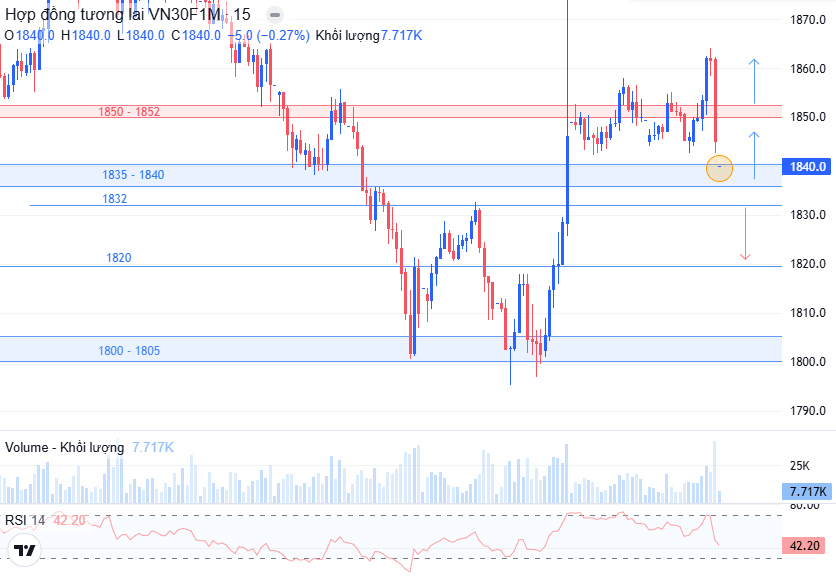 Hợp đồng tương lai VN30F1M · 15
O1840.0 H1840.0 L1840.0 C1840.0 −5.0 (−0.27%) Khối lượng7.717K
1870.0
1860.0
1850.0
1850 - 1852
1840.0
1835 - 1840
1832
1830.0
1820
1820.0
1810.0
1800 - 1805
1800.0
1790.0
Volume - Khối lượng 7.717K
25K
7.717K
80.00
RSI 14 42.20
42.20